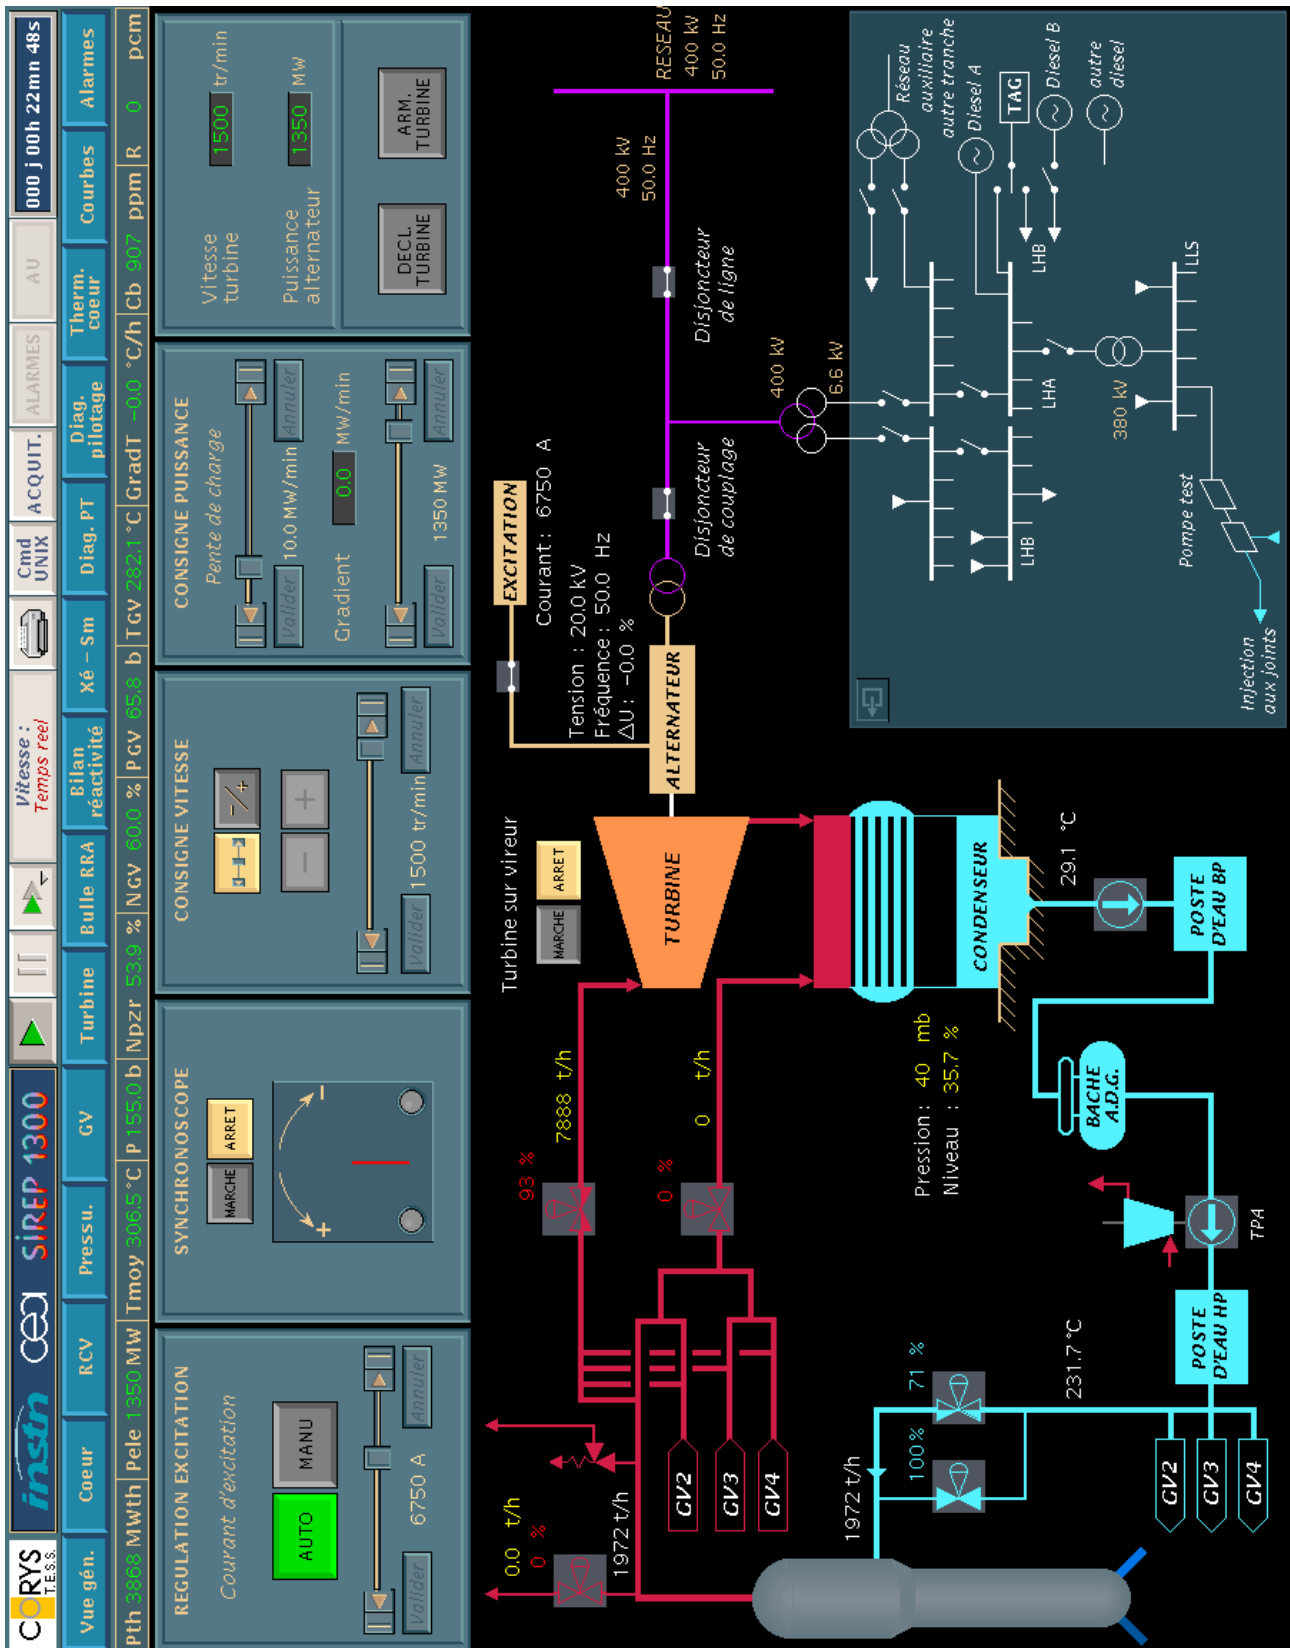 CORYS
T.E.S.S.
instn
cea
SIREP 1300
Vitesse :
Temps reel
Cmd
UNIX
ACQUIT.
ALARMES
AU
000 j 00h 22mn 48s
Vue gén.
Coeur
RCV
Pressu.
GV
Turbine
Bulle RRA
Bilan
réactivité
Xé - Sm
Diag. PT
Diag.
pilotage
Therm.
coeur
Courbes
Alarmes
Pth 3868 MWth Pele 1350 MW Tmoy 306.5 °C P 155.0 b Npzr 53.9 % NGV 60.0 % PGV 65.8 b TGV 282.1 °C GradT -0.0 °C/h Cb 907 ppm R 0 pcm
REGULATION EXCITATION
Courant d'excitation
AUTO
MANU
6750 A
Valider
Annuler
SYNCHRONOSCOPE
MARCHE
ARRET
+
-
CONSIGNE VITESSE
-/+
-
+
1500 tr/min
Valider
Annuler
CONSIGNE PUISSANCE
Pente de charge
10.0 MW/min
Valider
Annuler
Gradient
0.0
MW/min
1350 MW
Valider
Annuler
Vitesse
turbine
1500
tr/min
Puissance
alternateur
1350
MW
DECL.
TURBINE
ARM.
TURBINE
Turbine sur vireur
MARCHE
ARRET
EXCITATION
Courant: 6750 A
Tension : 20.0 kV
Fréquence : 50.0 Hz
ΔU: -0.0 %
ALTERNATEUR
TURBINE
Disjoncteur
de couplage
Disjoncteur
de ligne
400 kV
50.0 Hz
RESEAU
400 kV
50.0 Hz
400 kV
6.6 kV
0.0 t/h
0 %
1972 t/h
93 %
7888 t/h
0 %
0 t/h
GV2
GV3
GV4
CONDENSEUR
Pression : 40 mb
Niveau : 35.7 %
29.1 °C
POSTE
D'EAU BP
BACHE
A.D.G.
TPA
POSTE
D'EAU HP
231.7°C
1972 t/h
100%
71 %
GV2
GV3
GV4
Réseau
auxiliaire
autre tranche
Diesel A
TAG
Diesel B
autre
diesel
LHB
LHA
LHB
380 kV
LLS
Pompe test
Injection
aux joints